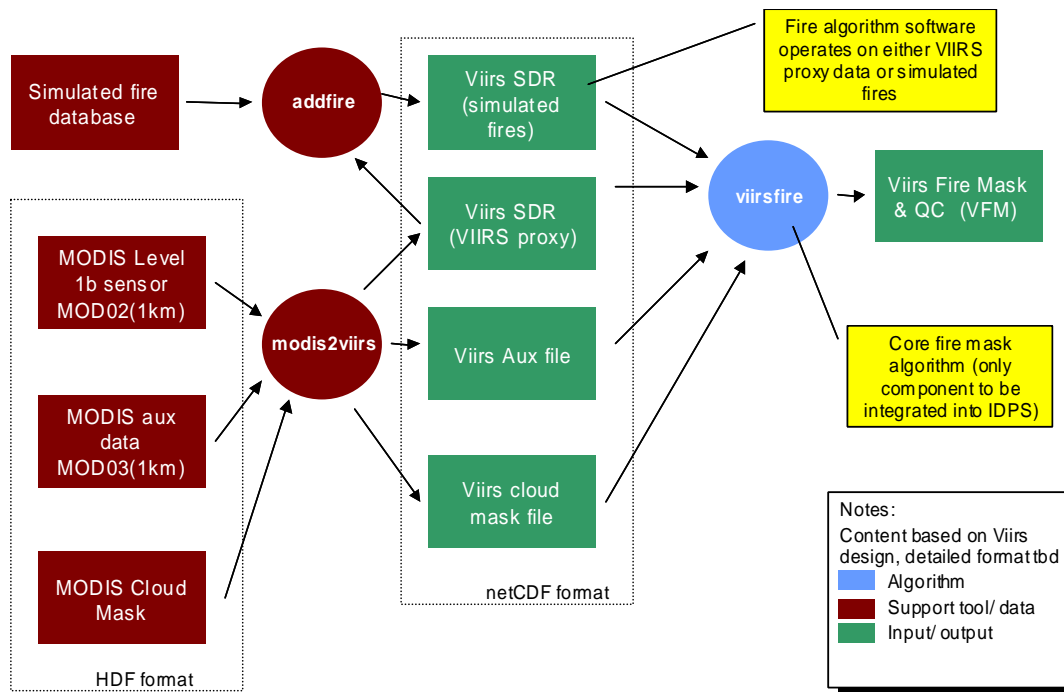 Simulated fire
database
addfire
Viirs SDR
(simulated
fires)
Fire algorithm software
operates on either VIIRS
proxy data or simulated
fires
Viirs SDR
(VIIRS proxy)
viirsfire
Viirs Fire Mask
& QC (VFM)
MODIS Level
1b sensor
MOD02(1km)
modis2viirs
Viirs Aux file
Core fire mask
algorithm (only
component to be
integrated into IDPS)
MODIS aux
data
MOD03(1km)
Viirs cloud
mask file
MODIS Cloud
Mask
netCDF format
HDF format
Notes:
Content based on Viirs
design, detailed format tbd
Algorithm
Support tool/ data
Input/ output